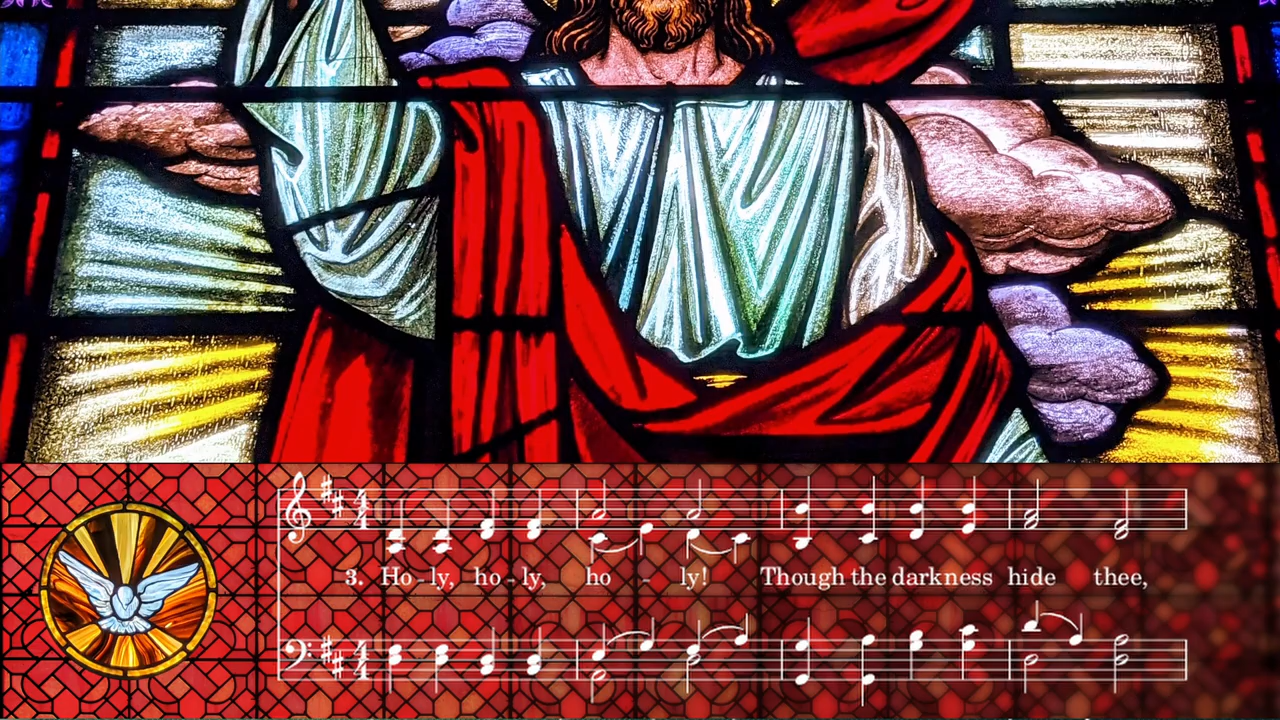 3. Ho - ly, ho - ly, ho - ly! Though the darkness hide thee,